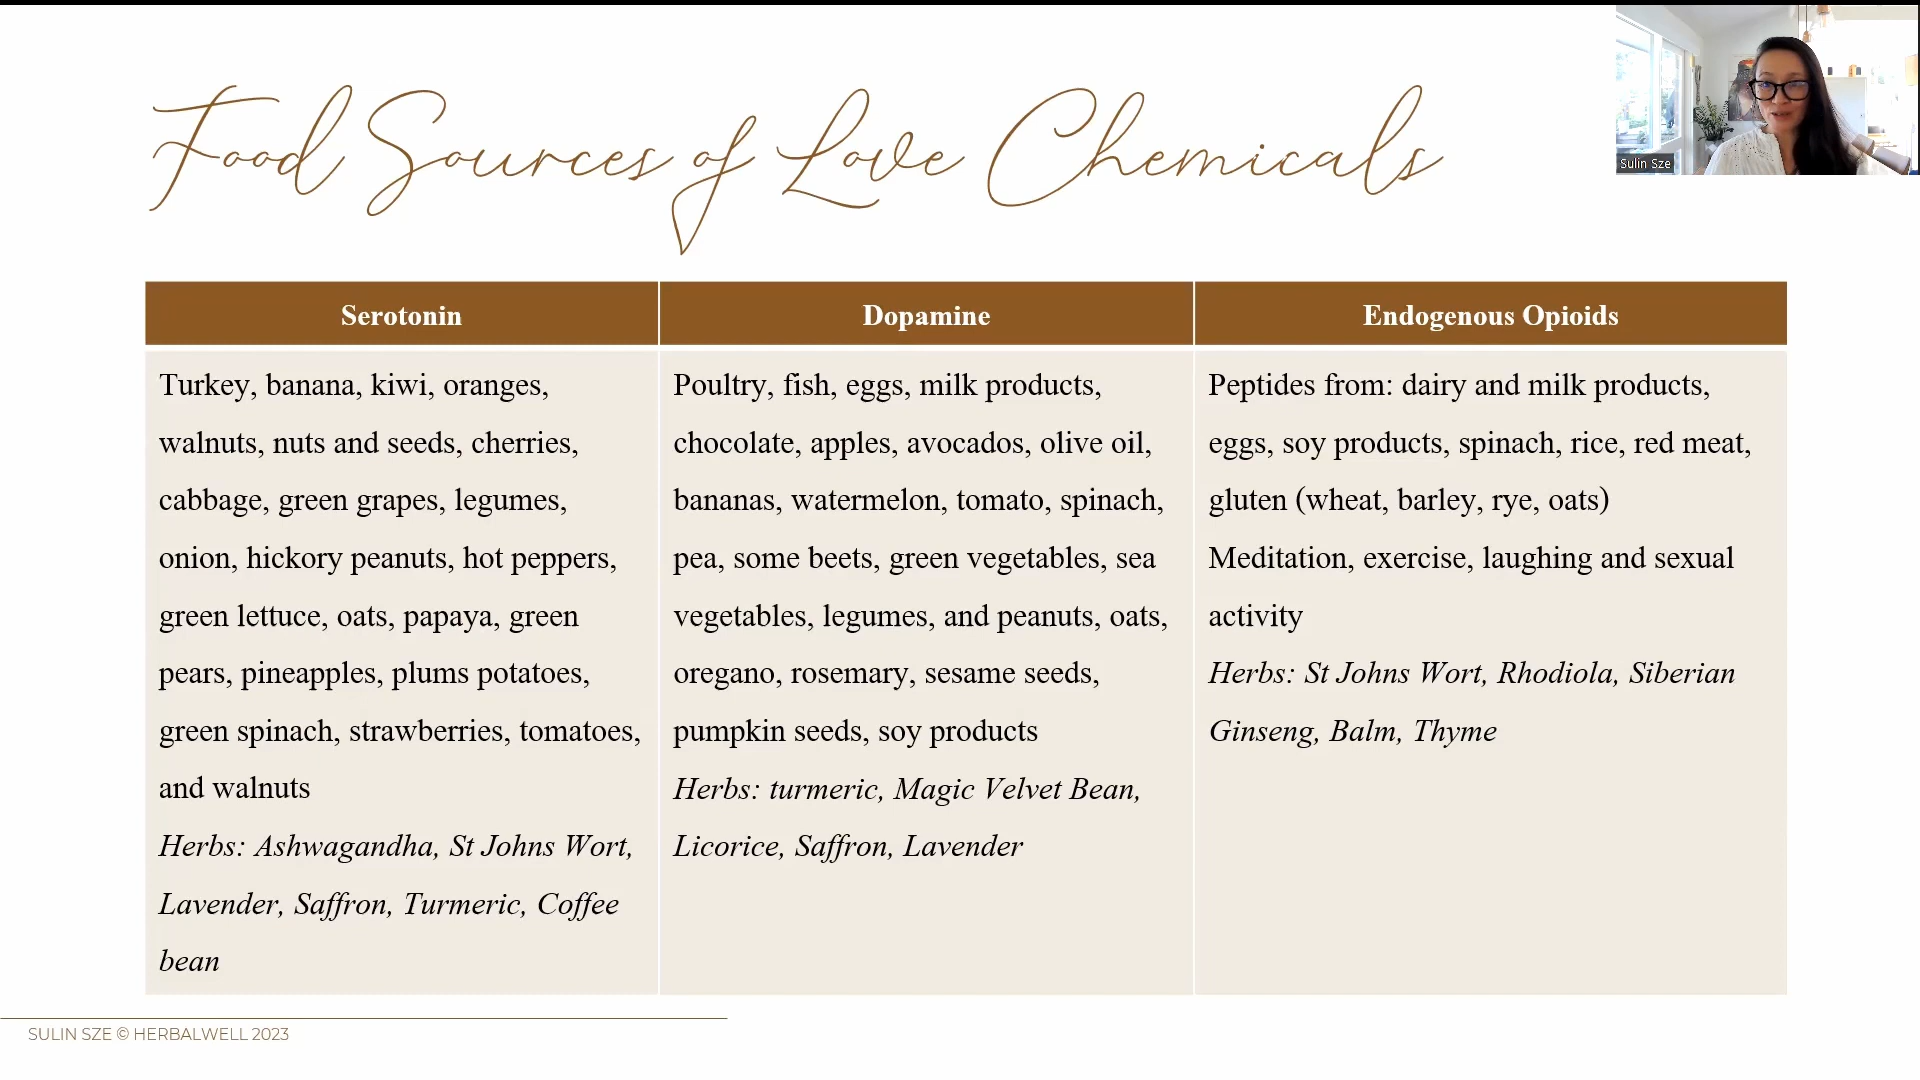 Food Sources of Love Chemicals
Sulin Sze
Serotonin
Turkey, banana, kiwi, oranges,
walnuts, nuts and seeds, cherries,
cabbage, green grapes, legumes,
onion, hickory peanuts, hot peppers,
green lettuce, oats, papaya, green
pears, pineapples, plums potatoes,
green spinach, strawberries, tomatoes,
and walnuts
Herbs: Ashwagandha, St Johns Wort,
Lavender, Saffron, Turmeric, Coffee
bean
Dopamine
Poultry, fish, eggs, milk products,
chocolate, apples, avocados, olive oil,
bananas, watermelon, tomato, spinach,
pea, some beets, green vegetables, sea
vegetables, legumes, and peanuts, oats,
oregano, rosemary, sesame seeds,
pumpkin seeds, soy products
Herbs: turmeric, Magic Velvet Bean,
Licorice, Saffron, Lavender
Endogenous Opioids
Peptides from: dairy and milk products,
eggs, soy products, spinach, rice, red meat,
gluten (wheat, barley, rye, oats)
Meditation, exercise, laughing and sexual
activity
Herbs: St Johns Wort, Rhodiola, Siberian
Ginseng, Balm, Thyme
SULIN SZE © HERBALWELL 2023